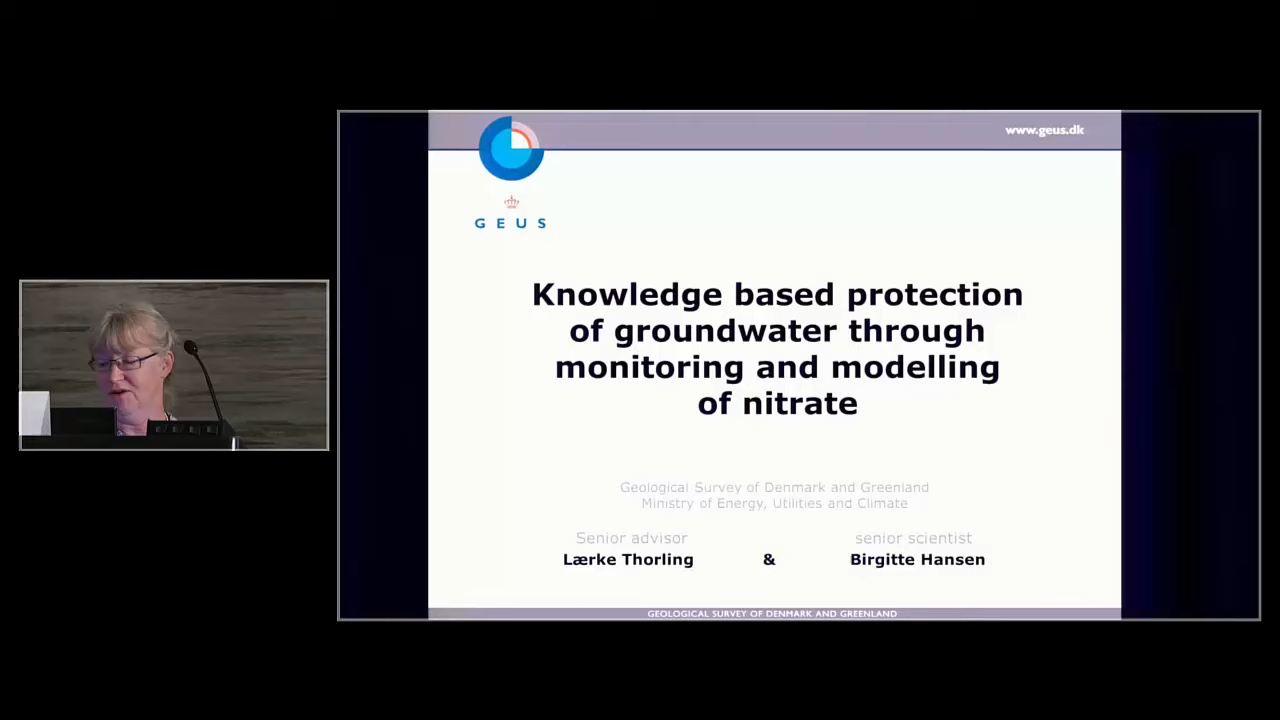 www.geus.dk
G E U S
Knowledge based protection
of groundwater through
monitoring and modelling
of nitrate
Geological Survey of Denmark and Greenland
Ministry of Energy, Utilities and Climate
Senior advisor senior scientist
Lærke Thorling & Birgitte Hansen
GEOLOGICAL SURVEY OF DENMARK AND GREENLAND